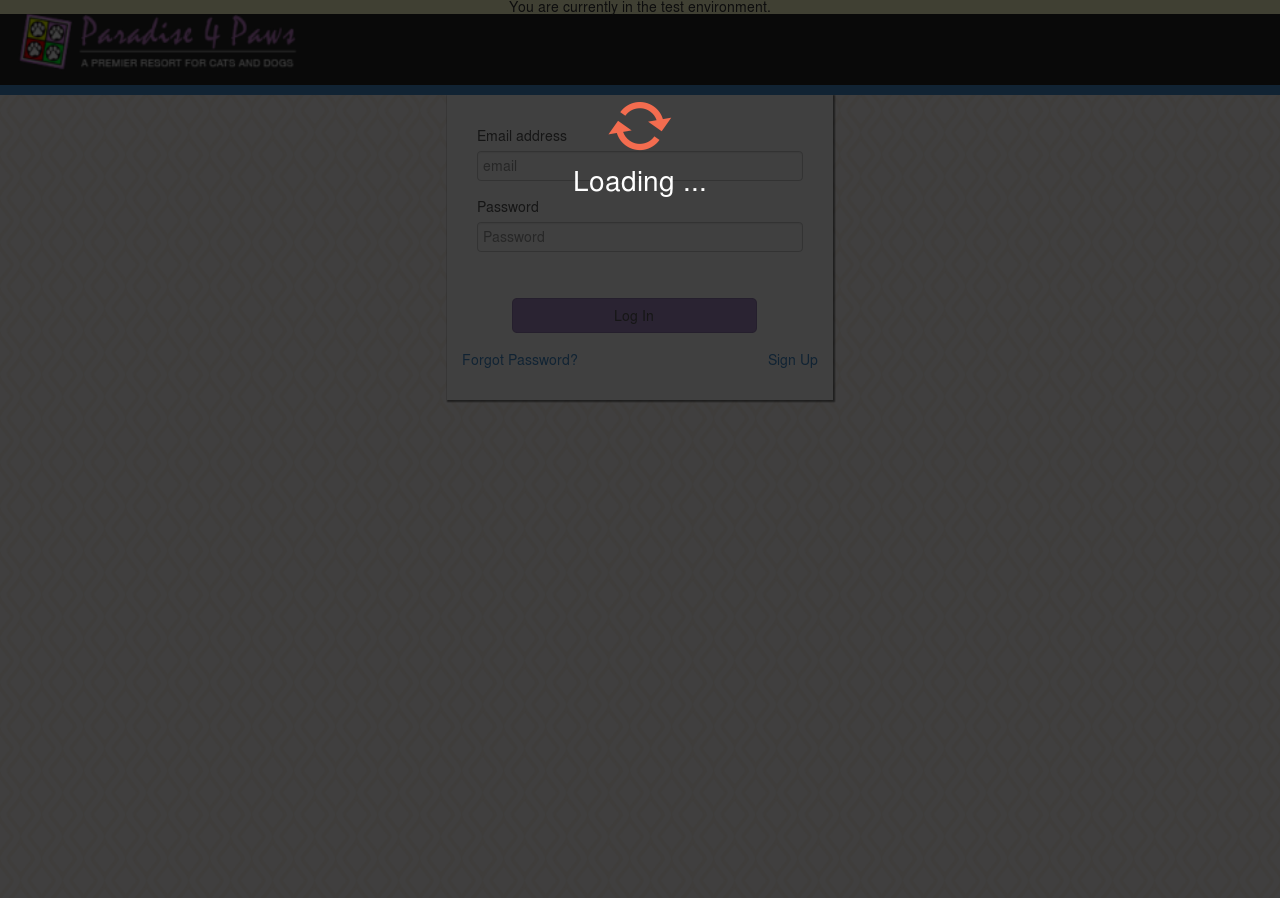 You are currently in the test environment.
Paradise 4 Paws
A PREMIER RESORT FOR CATS AND DOGS
Email address
email
Loading ...
Password
Password
Log In
Forgot Password?
Sign Up